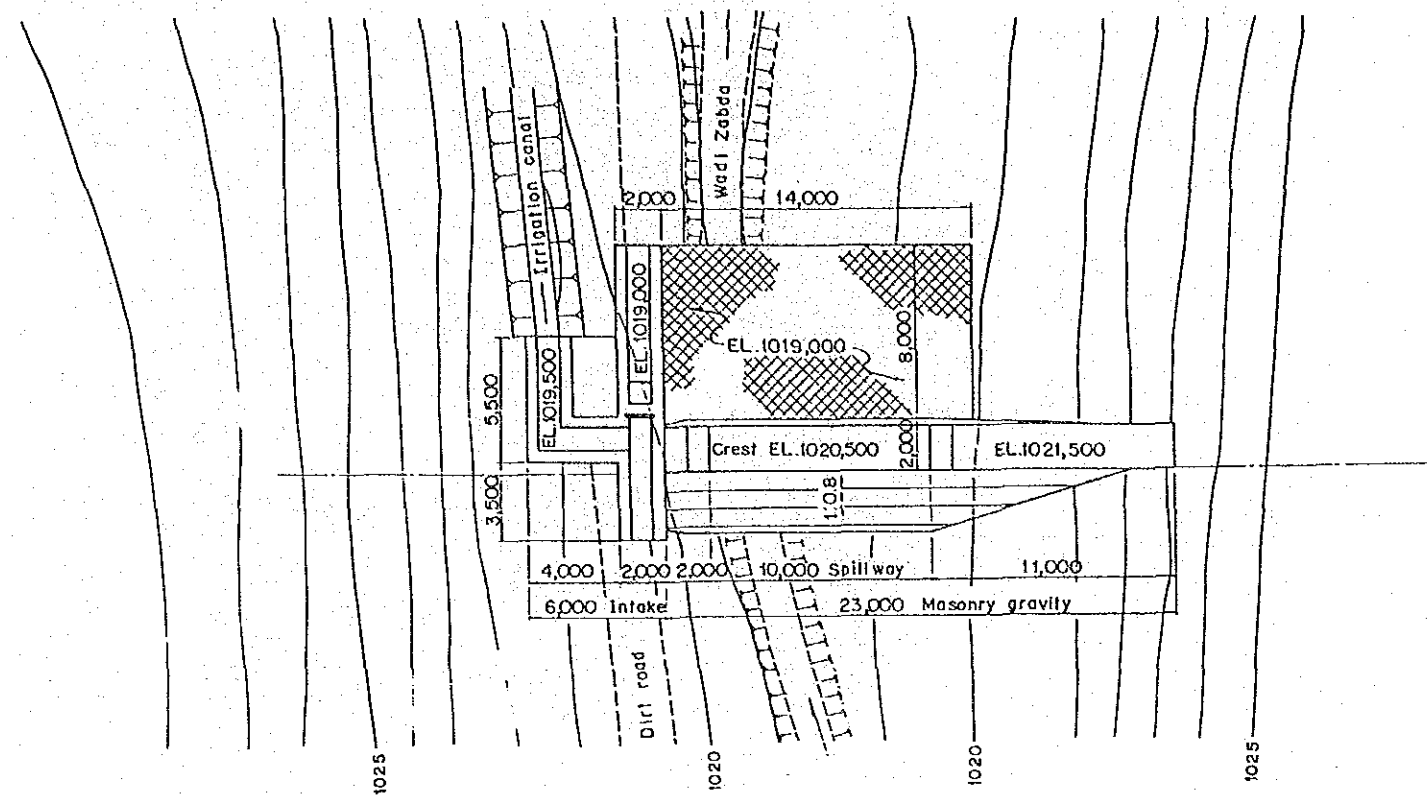 Wadi Zabda
Irrigation canal
2,000
14,000
EL.1019,000
EL.1019,000
8,000
EL.1019,500
5,500
3,500
Crest EL.1020,500
2,000
EL.1021,500
1:0.8
4,000
2,000
2,000
10,000 Spillway
11,000
6,000 Intake
23,000 Masonry gravity
Dirt road
1025
1020
1020
1025